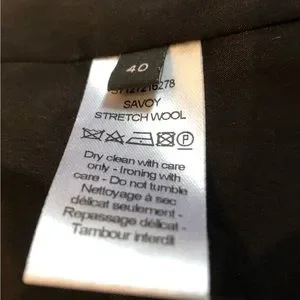 40
SAVOY
STRETCH WOOL
Dry clean with care
only - Ironing with
care - Do not tumble
Nettoyage à sec
délicat seulement -
Repassage délicat -
Tambour interdit